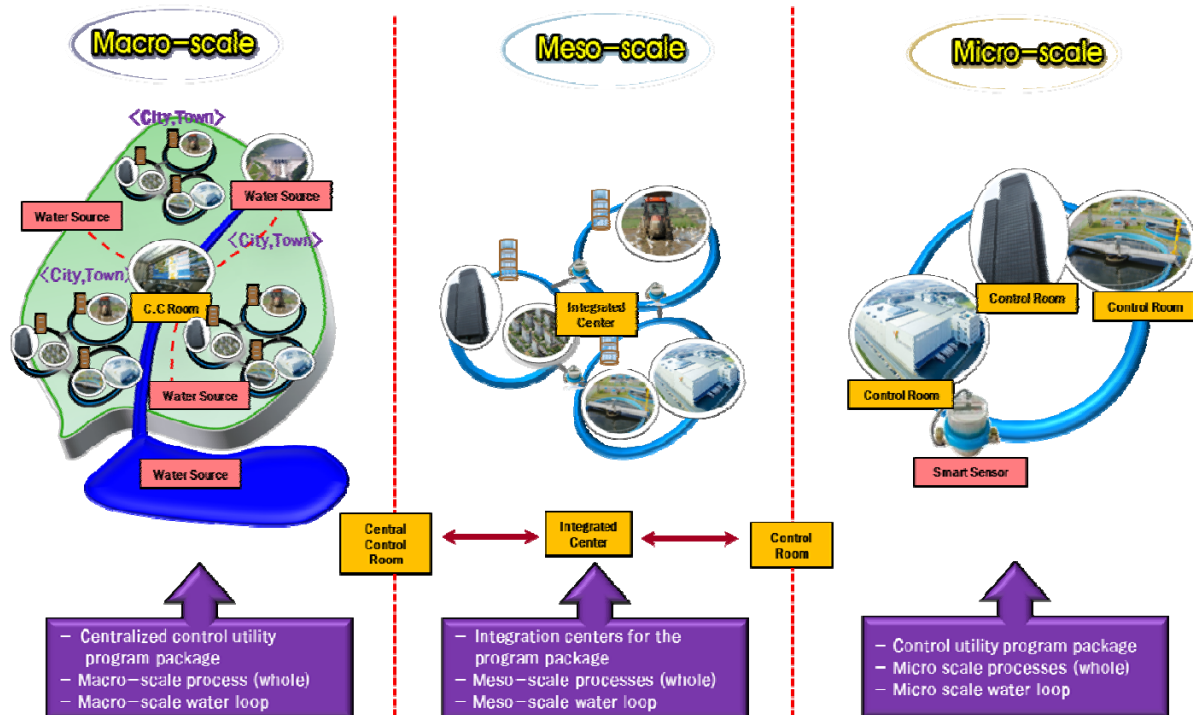 Macro-scale
Meso-scale
Micro-scale
<City,Town>
Water Source
Water Source
<City,Town>
<City,Town>
C.C Room
Water Source
Water Source
Integrated
Center
Control Room
Control Room
Control Room
Smart Sensor
Central
Control
Room
Integrated
Center
Control
Room
- Centralized control utility
program package
- Macro-scale process (whole)
- Macro-scale water loop
- Integration centers for the
program package
- Meso-scale processes (whole)
- Meso-scale water loop
- Control utility program package
- Micro scale processes (whole)
- Micro scale water loop